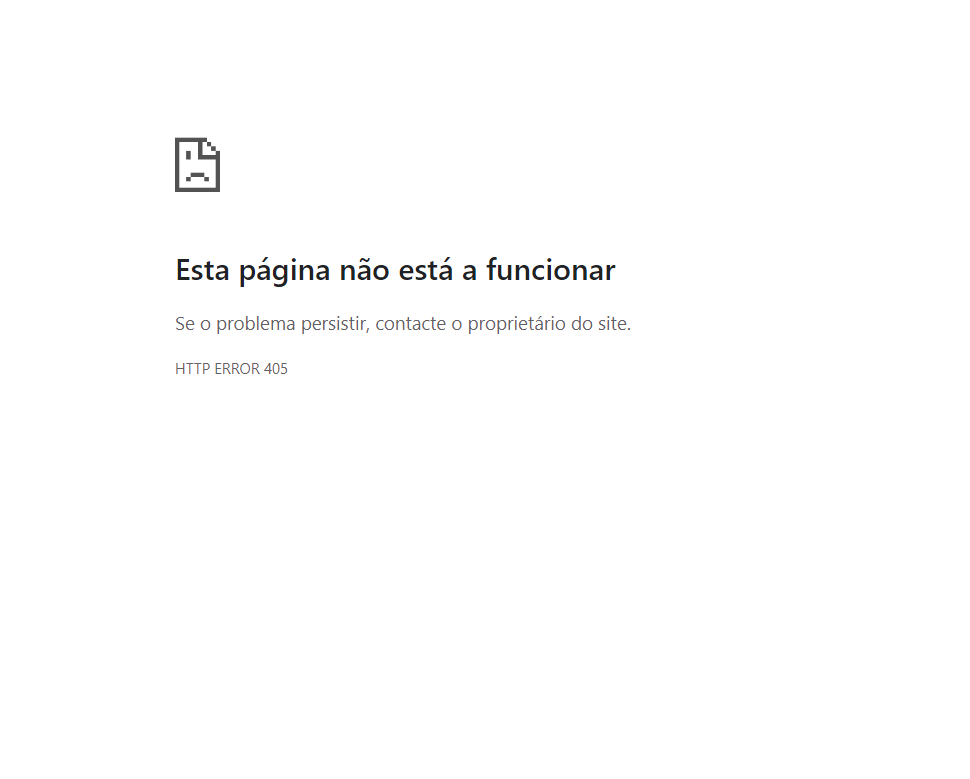 Esta página não está a funcionar
Se o problema persistir, contacte o proprietário do site.
HTTP ERROR 405